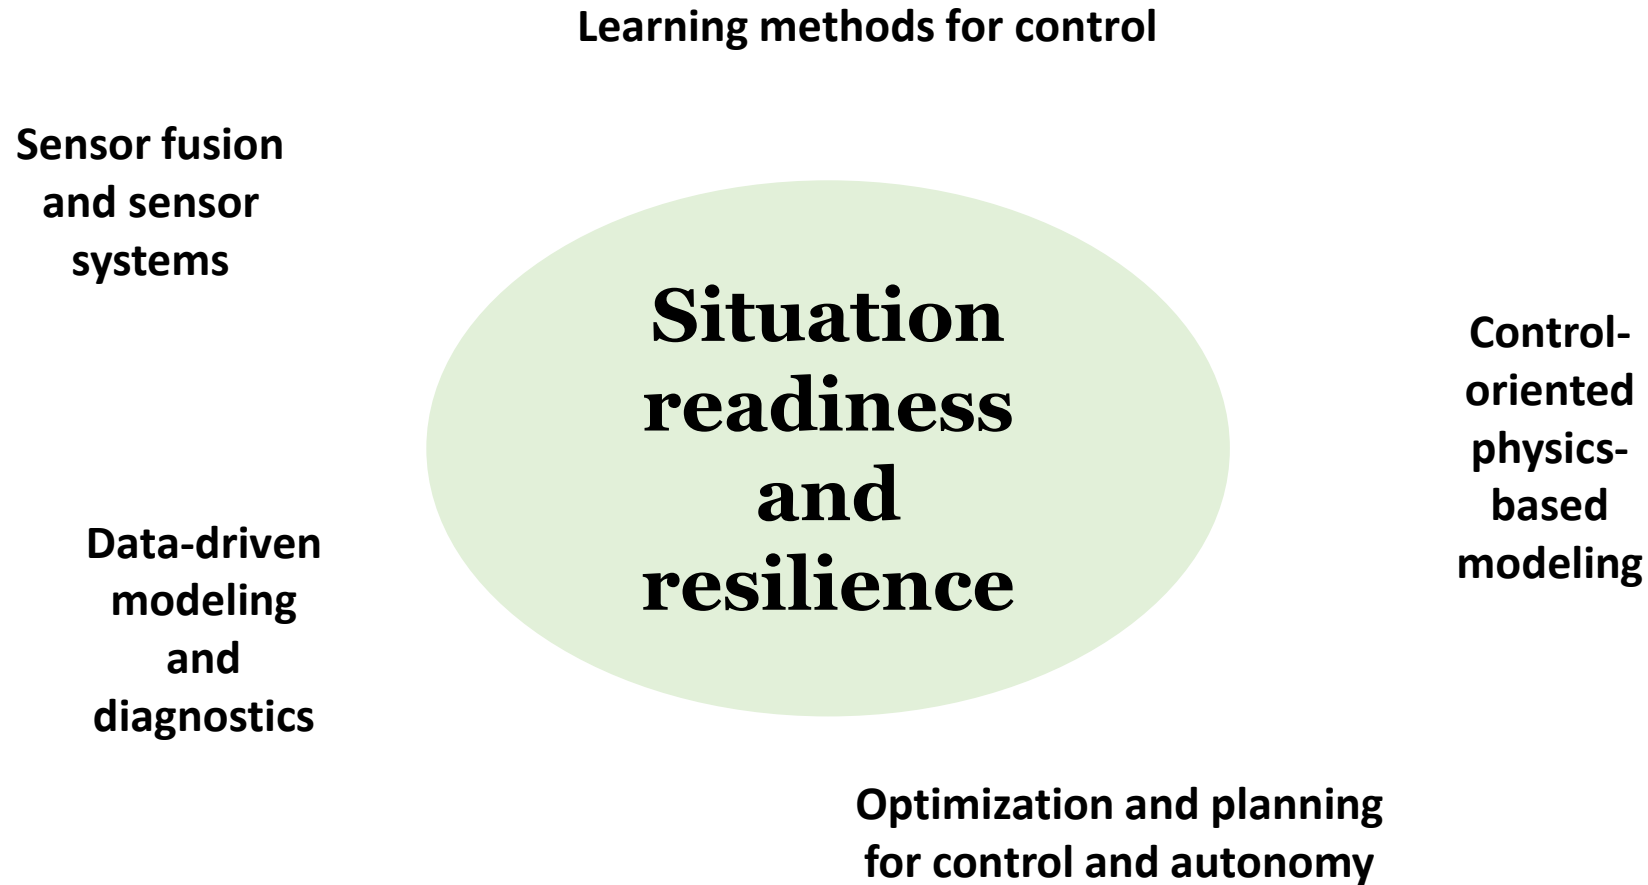 Learning methods for control
Sensor fusion
and sensor
systems
Situation
readiness
and
resilience
Control-
oriented
physics-
based
modeling
Data-driven
modeling
and
diagnostics
Optimization and planning
for control and autonomy